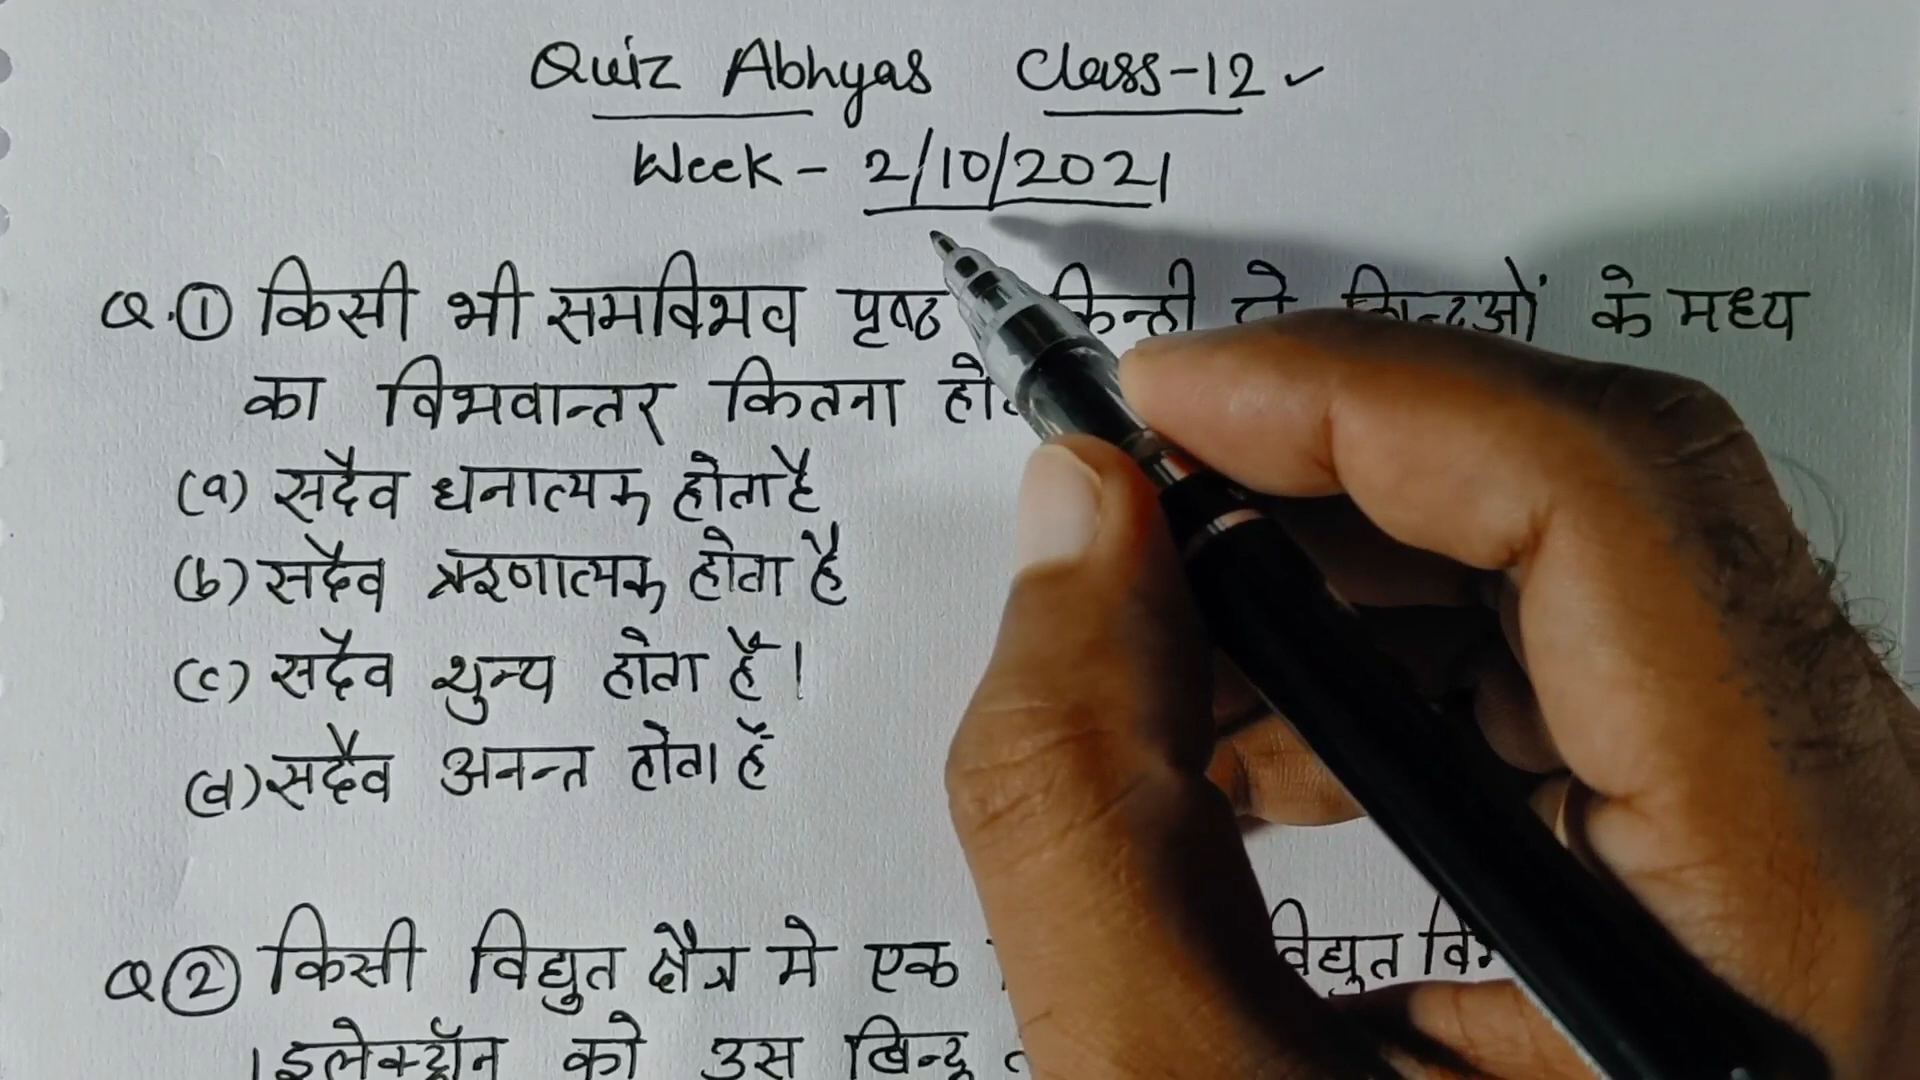 Quiz Abhyas Class-12 ✓
Week - 2/10/2021
Q.① किसी भी समविभव पृष्ठ किन्ही के मध्य
का विभवान्तर कितना
(a) सदैव धनात्मक होता है
(b) सदैव ऋणात्मक होता है
(c) सदैव शुन्य होता है।
(d) सदैव अनन्त होता है
Q② किसी विद्युत क्षैत्र मे एक विद्युत
इलेक्ट्रॉन को उस बिन्दू